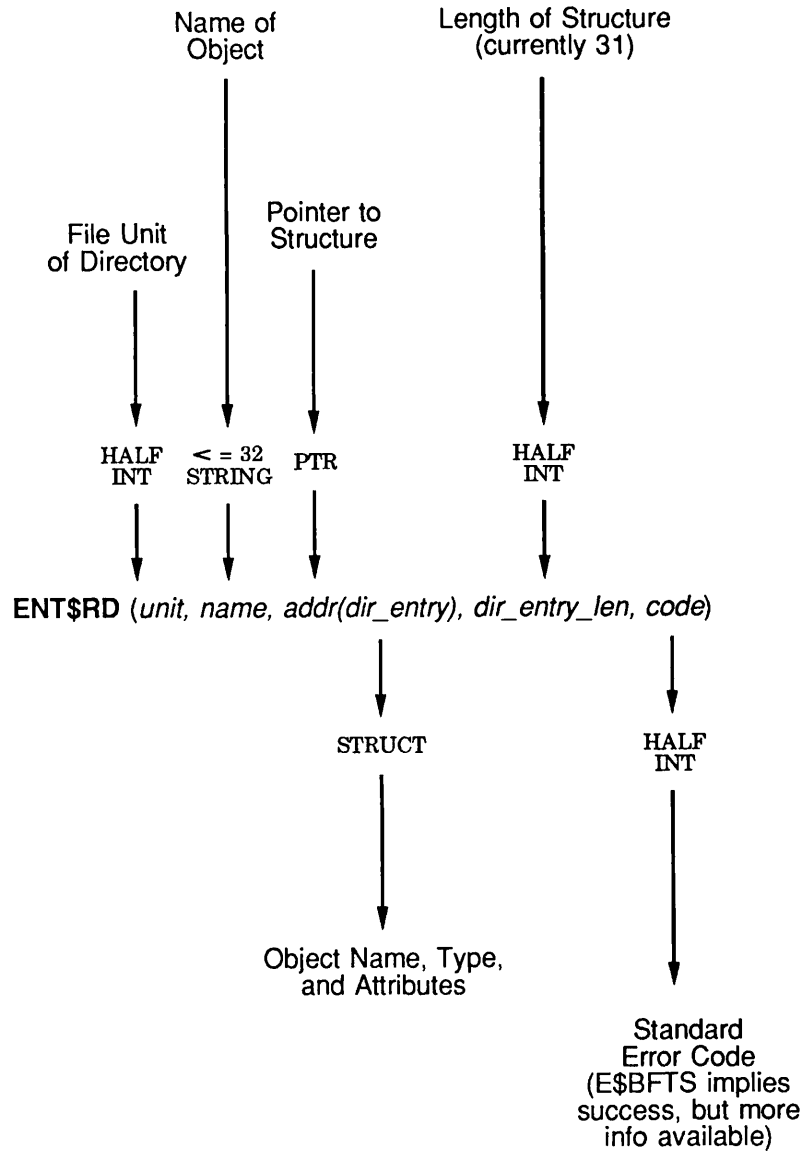 Name of
Object
Length of Structure
(currently 31)
File Unit
of Directory
Pointer to
Structure
HALF
INT
< = 32
STRING
PTR
HALF
INT
ENT$RD (unit, name, addr(dir_entry), dir_entry_len, code)
STRUCT
HALF
INT
Object Name, Type,
and Attributes
Standard
Error Code
(E$BFTS implies
success, but more
info available)